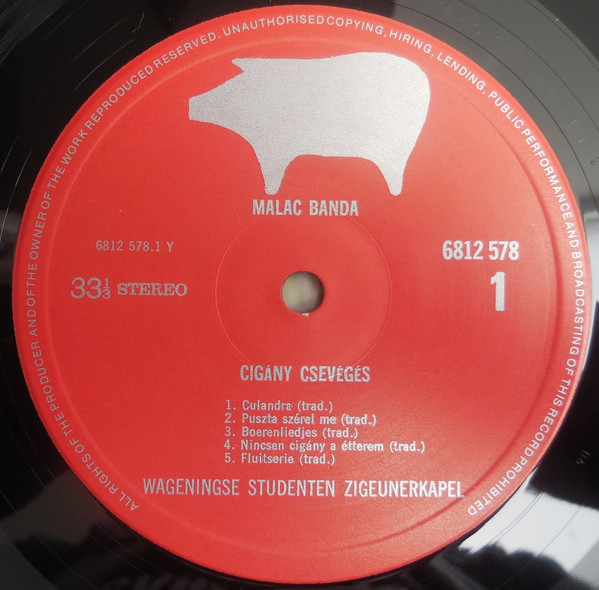 ALL RIGHTS OF THE PRODUCER AND OF THE OWNER OF THE WORK REPRODUCED RESERVED. UNAUTHORISED COPYING, HIRING, LENDING, PUBLIC PERFORMANCE AND BROADCASTING OF THIS RECORD PROHIBITED
MALAC BANDA
6812 578.1 Y
6812 578
33⅓ STEREO
1
CIGÁNY CSEVÉGÉS
1. Culandra (trad.)
2. Puszta szérel me (trad.)
3. Boerenliedjes (trad.)
4. Nincsen cigány a étterem (trad.)
5. Fluitserie (trad.)
WAGENINGSE STUDENTEN ZIGEUNERKAPEL